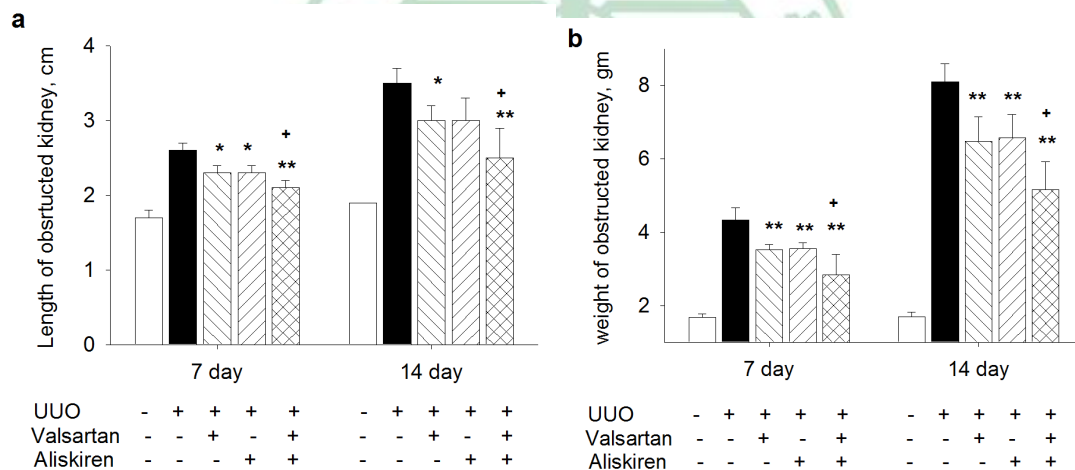 a
Length of obsrtucted kidney, cm
4
3
2
1
0
* * + **
* + **
7 day 14 day
UUO - + + + + - + + + +
Valsartan - - + - + - - + - +
Aliskiren - - - + + - - - + +
b
weight of obstructed kidney, gm
8
6
4
2
** ** + **
** ** + **
7 day 14 day
UUO - + + + + - + + + +
Valsartan - - + - + - - + - +
Aliskiren - - - + + - - - + +